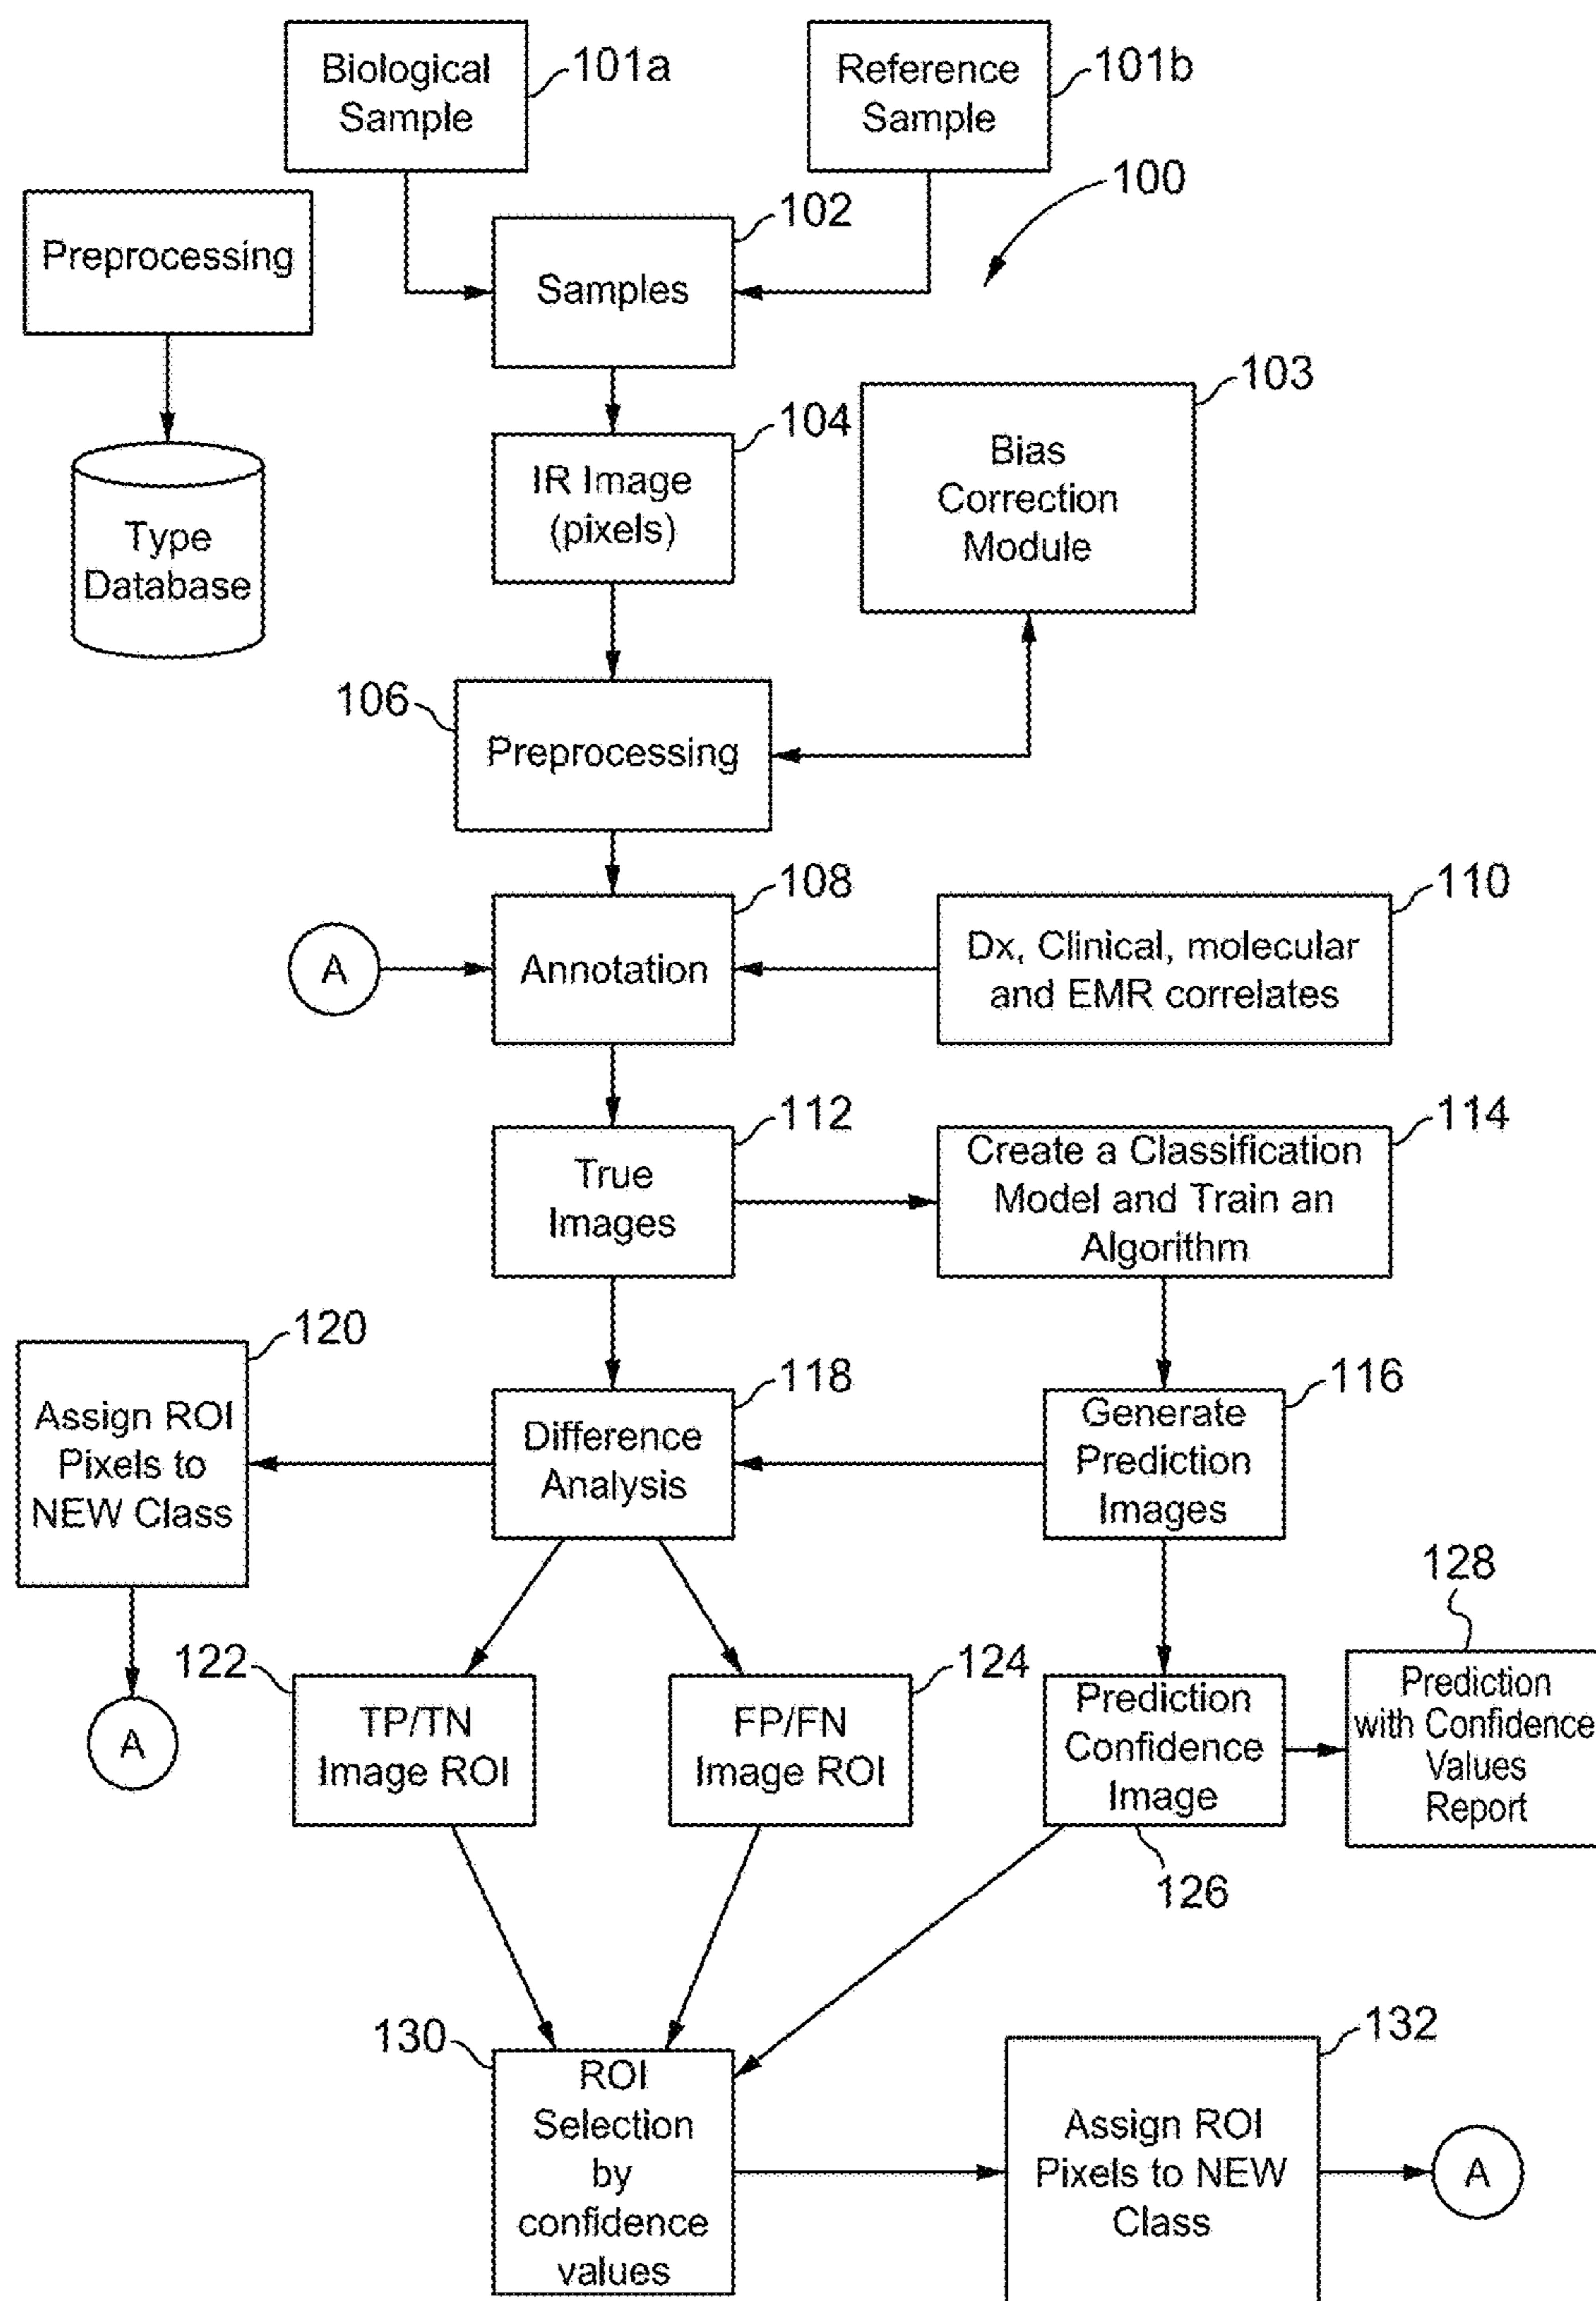 Biological
Sample
101a
Reference
Sample
101b
100
Preprocessing
102
Samples
103
Bias
Correction
Module
104
IR Image
(pixels)
Type
Database
106
Preprocessing
108
Annotation
A
110
Dx, Clinical, molecular
and EMR correlates
112
True
Images
114
Create a Classification
Model and Train an
Algorithm
120
Assign ROI
Pixels to
NEW Class
118
Difference
Analysis
116
Generate
Prediction
Images
A
122
TP/TN
Image ROI
124
FP/FN
Image ROI
Prediction
Confidence
Image
126
128
Prediction
with Confidence
Values
Report
130
ROI
Selection
by
confidence
values
132
Assign ROI
Pixels to NEW
Class
A